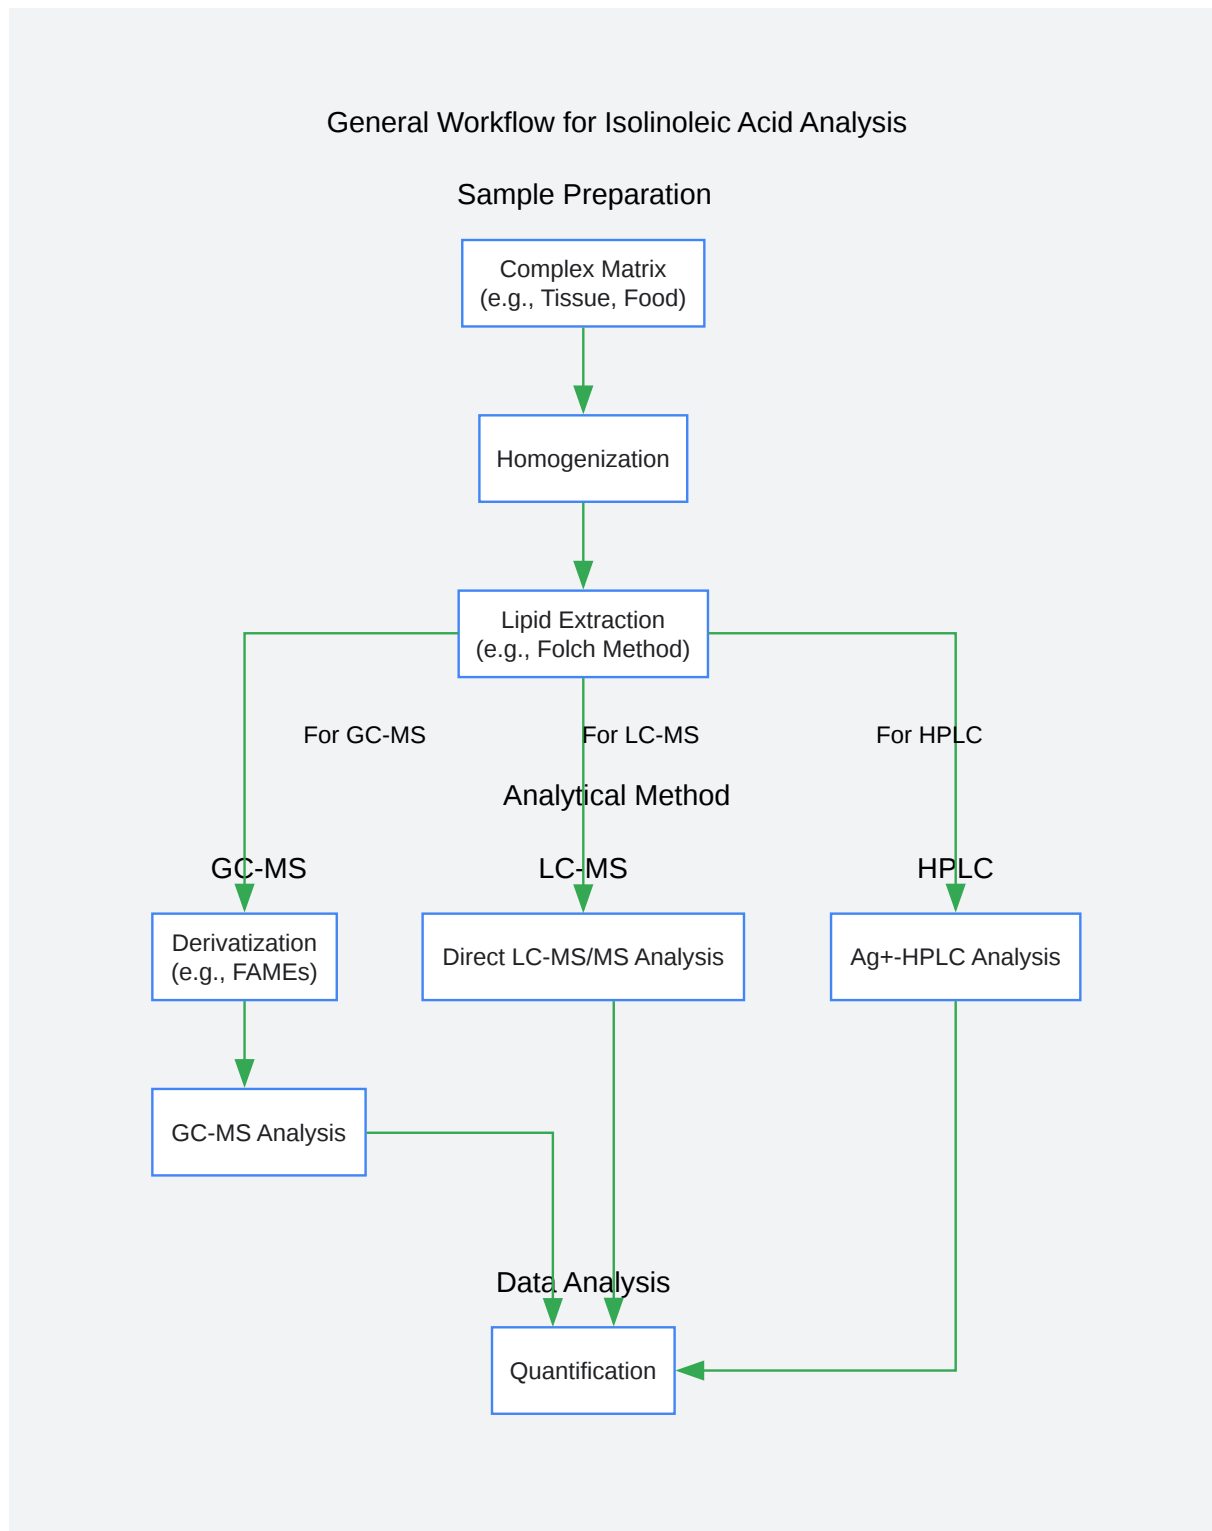 General Workflow for Isolinoleic Acid Analysis
Sample Preparation
Complex Matrix
(e.g., Tissue, Food)
Homogenization
Lipid Extraction
(e.g., Folch Method)
For GC-MS
For LC-MS
For HPLC
Analytical Method
GC-MS
LC-MS
HPLC
Derivatization
(e.g., FAMEs)
Direct LC-MS/MS Analysis
Ag+-HPLC Analysis
GC-MS Analysis
Data Analysis
Quantification